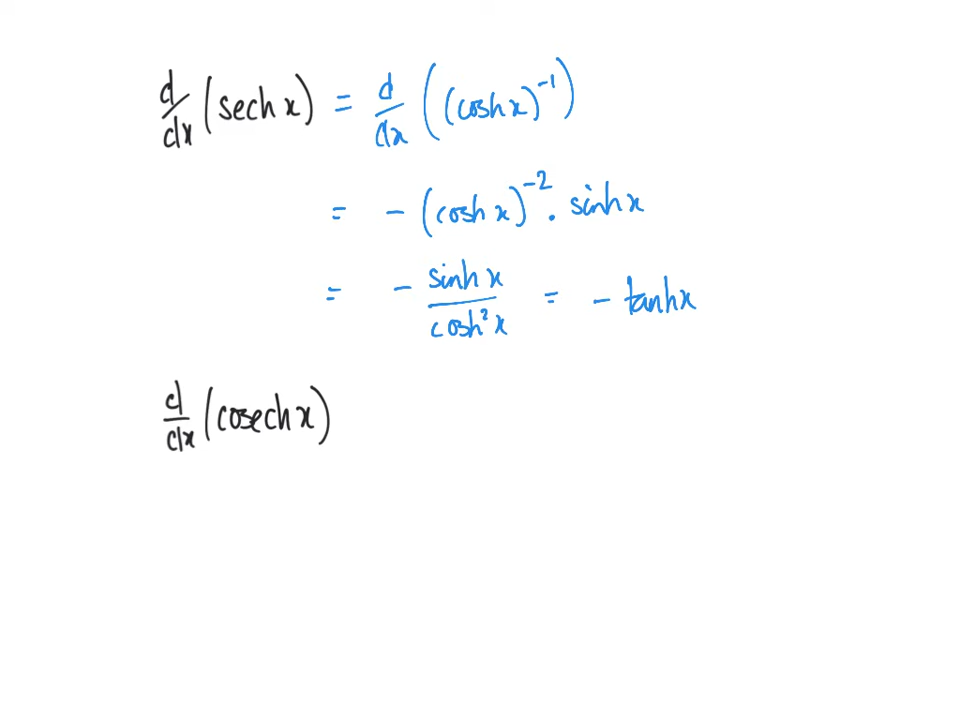 d/dx (sech x) = d/dx ((cosh x)⁻¹)
= - (cosh x)⁻² . sinh x
= - sinh x / cosh² x = - tanh x
d/dx (cosech x)